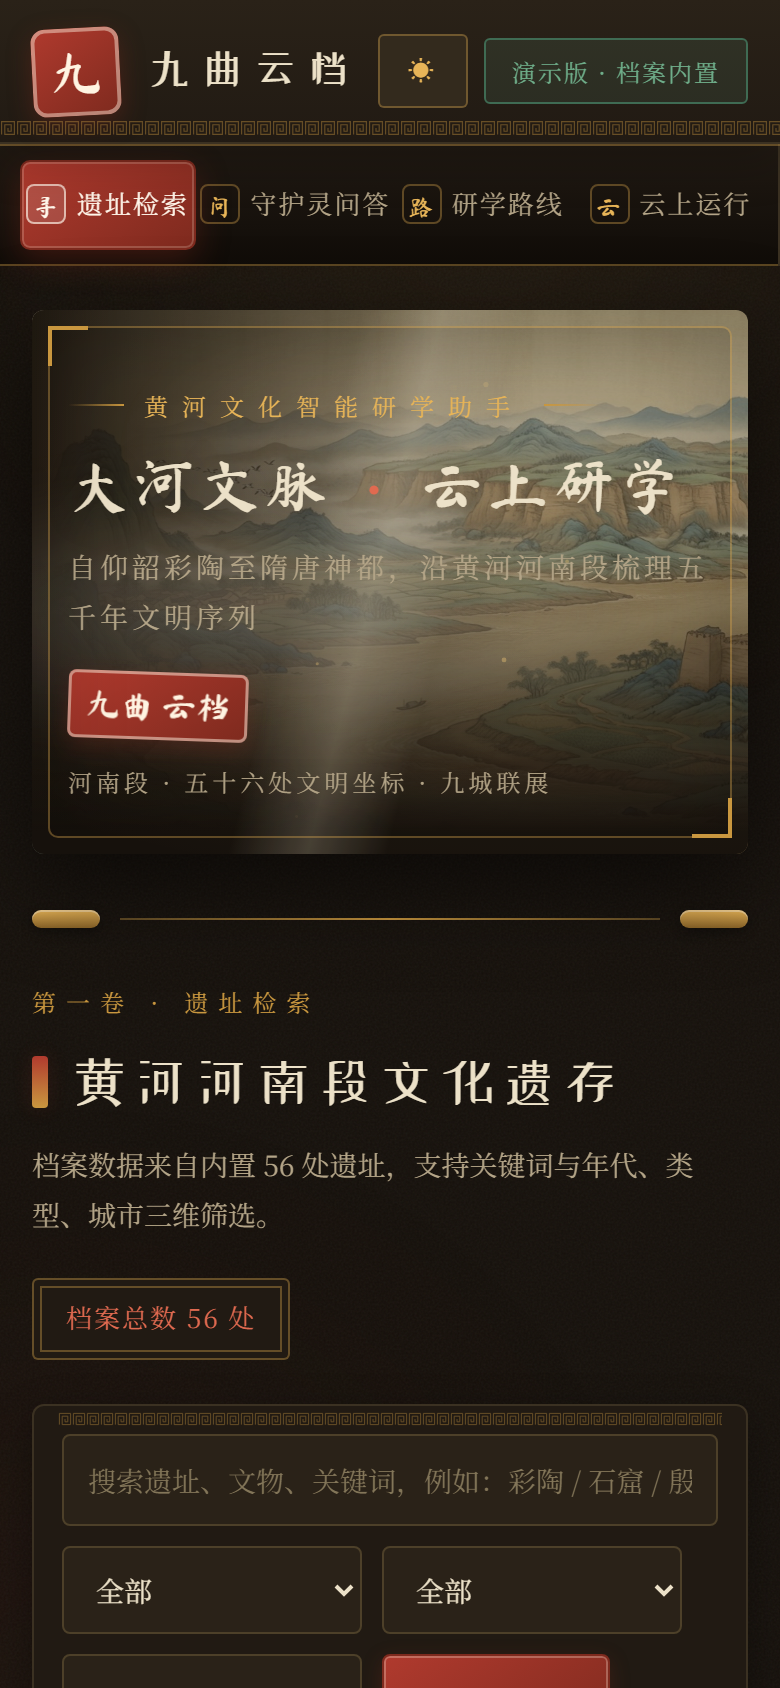 九 九曲云档 演示版 · 档案内置
寻 遗址检索 问 守护灵问答 路 研学路线 云 云上运行
黄河文化智能研学助手
大河文脉 · 云上研学
自仰韶彩陶至隋唐神都，沿黄河河南段梳理五
千年文明序列
九曲 云档
河南段 · 五十六处文明坐标 · 九城联展
第一卷 · 遗址检索
黄河河南段文化遗存
档案数据来自内置 56 处遗址，支持关键词与年代、类
型、城市三维筛选。
档案总数 56 处
搜索遗址、文物、关键词，例如：彩陶 / 石窟 / 殷
全部 全部